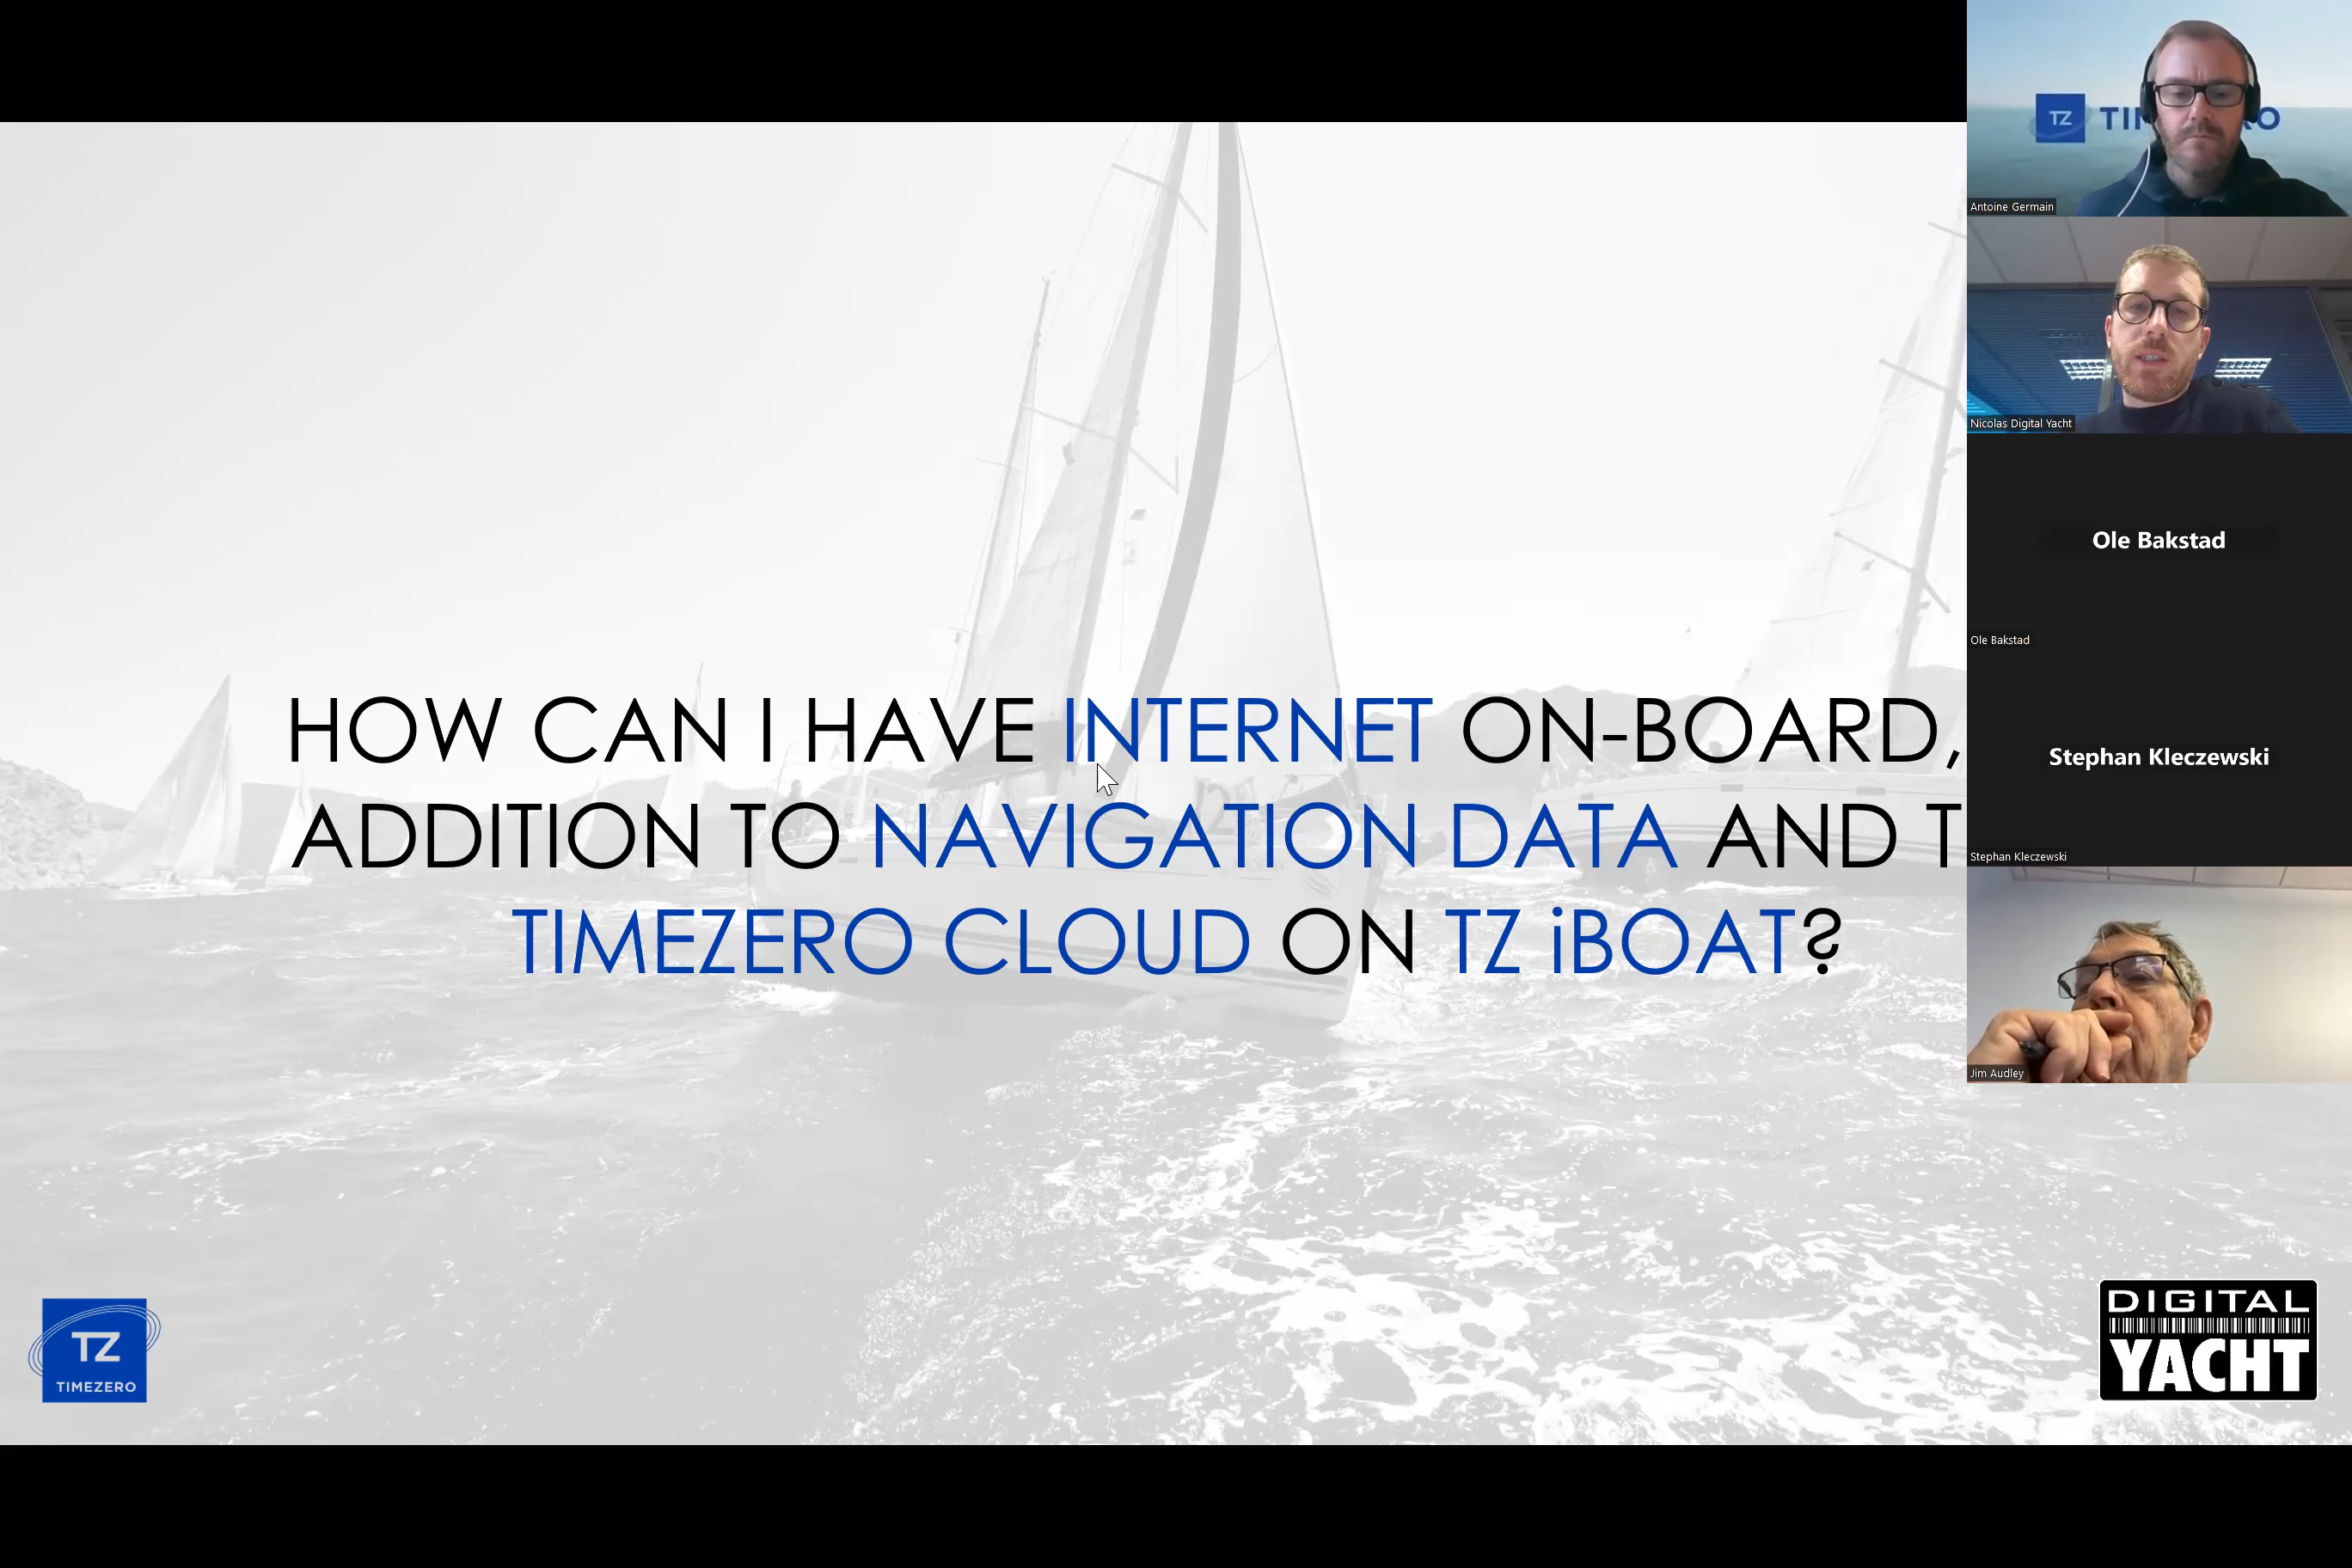 HOW CAN I HAVE INTERNET ON-BOARD,
ADDITION TO NAVIGATION DATA AND T
TIMEZERO CLOUD ON TZ iBOAT?
TZ
TIMEZERO
DIGITAL
YACHT
TZ
Antoine Germain
Nicolas Digital Yacht
Ole Bakstad
Ole Bakstad
Stephan Kleczewski
Stephan Kleczewski
Jim Audley